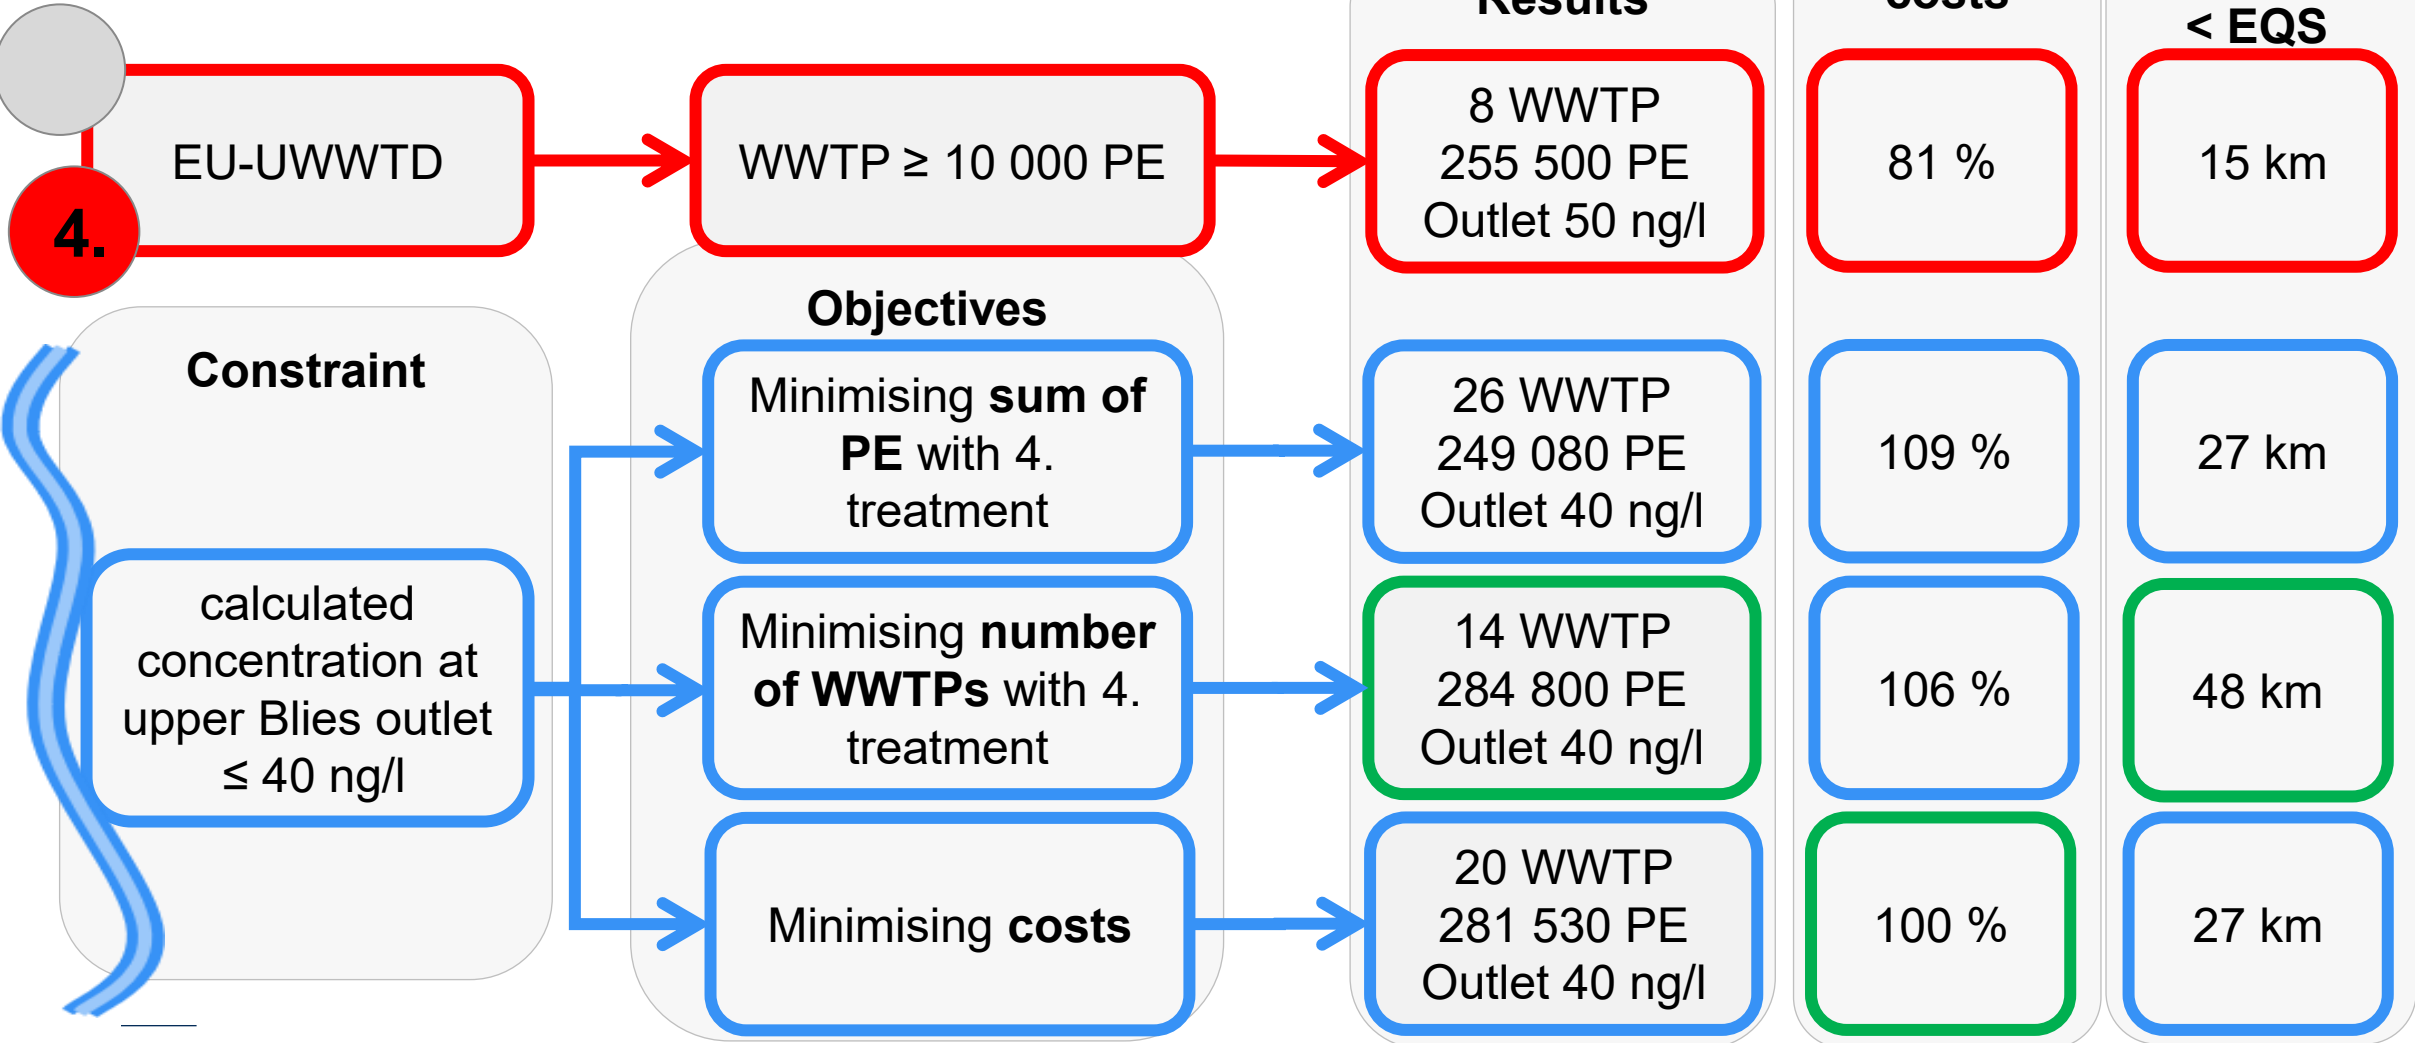 Results
costs
< EQS
EU-UWWTD
WWTP ≥ 10 000 PE
8 WWTP
255 500 PE
Outlet 50 ng/l
81 %
15 km
4.
Objectives
Constraint
calculated
concentration at
upper Blies outlet
≤ 40 ng/l
Minimising sum of
PE with 4.
treatment
26 WWTP
249 080 PE
Outlet 40 ng/l
109 %
27 km
Minimising number
of WWTPs with 4.
treatment
14 WWTP
284 800 PE
Outlet 40 ng/l
106 %
48 km
Minimising costs
20 WWTP
281 530 PE
Outlet 40 ng/l
100 %
27 km